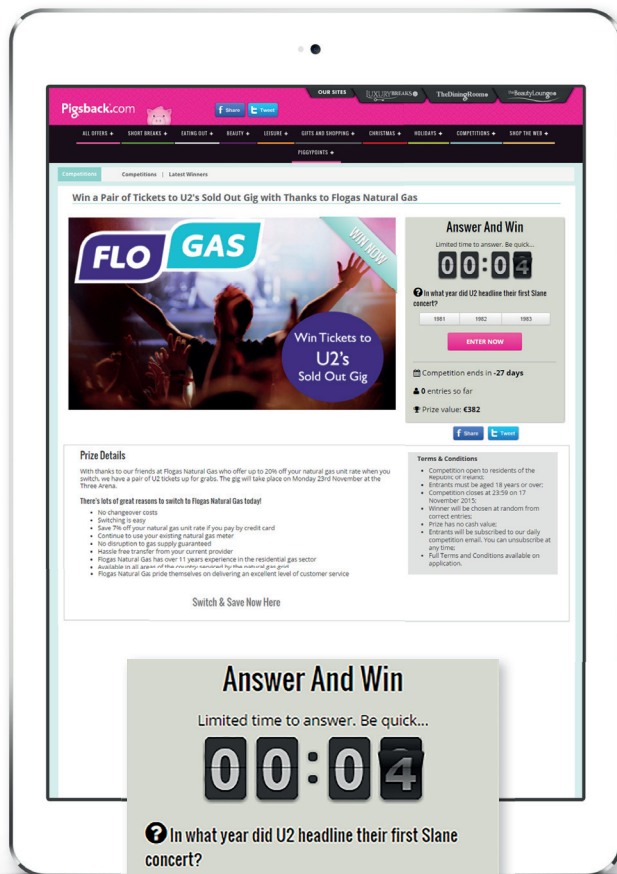 OUR SITES
LUXURYBREAKS
TheDiningRoom
theBeautyLounge
Pigsback.com
Share
Tweet
ALL OFFERS + SHORT BREAKS + EATING OUT + BEAUTY + LEISURE + GIFTS AND SHOPPING + CHRISTMAS + HOLIDAYS + COMPETITIONS + SHOP THE WEB +
PIGGYPOINTS +
Competitions Competitions | Latest Winners
Win a Pair of Tickets to U2's Sold Out Gig with Thanks to Flogas Natural Gas
FLO GAS
WIN NOW
Win Tickets to
U2's
Sold Out Gig
Answer And Win
Limited time to answer. Be quick...
00:04
In what year did U2 headline their first Slane
concert?
1981 1982 1983
ENTER NOW
Competition ends in -27 days
0 entries so far
Prize value: €382
Share
Tweet
Prize Details
With thanks to our friends at Flogas Natural Gas who offer up to 20% off your natural gas unit rate when you
switch, we have a pair of U2 tickets up for grabs. The gig will take place on Monday 23rd November at the
Three Arena.
There's lots of great reasons to switch to Flogas Natural Gas today!
• No changeover costs
• Switching is easy
• Save 7% off your natural gas unit rate if you pay by credit card
• Continue to use your existing natural gas meter
• No disruption to gas supply guaranteed
• Hassle free transfer from your current provider
• Flogas Natural Gas has over 11 years experience in the residential gas sector
• Available in all areas of the country serviced by the natural gas grid
• Flogas Natural Gas pride themselves on delivering an excellent level of customer service
Switch & Save Now Here
Terms & Conditions
• Competition open to residents of the
Republic of Ireland;
• Entrants must be aged 18 years or over;
• Competition closes at 23:59 on 17
November 2015;
• Winner will be chosen at random from
correct entries;
• Prize has no cash value;
• Entrants will be subscribed to our daily
competition email. You can unsubscribe at
any time;
• Full Terms and Conditions available on
application.
Answer And Win
Limited time to answer. Be quick...
00:04
In what year did U2 headline their first Slane
concert?